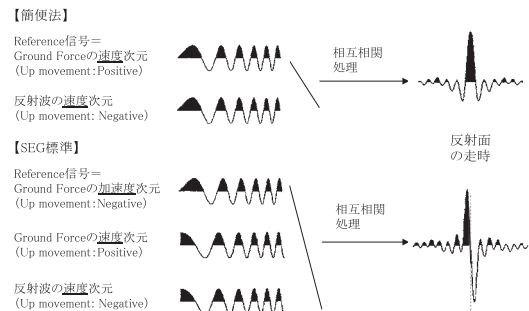 【簡便法】
Reference信号＝
Ground Forceの速度次元
(Up movement：Positive)
相互相関
処理
反射波の速度次元
(Up movement: Negative)
反射面
の走時
【SEG標準】
Reference信号＝
Ground Forceの加速度次元
(Up movement：Negative)
相互相関
処理
Ground Forceの速度次元
(Up movement：Positive)
反射波の速度次元
(Up movement: Negative)